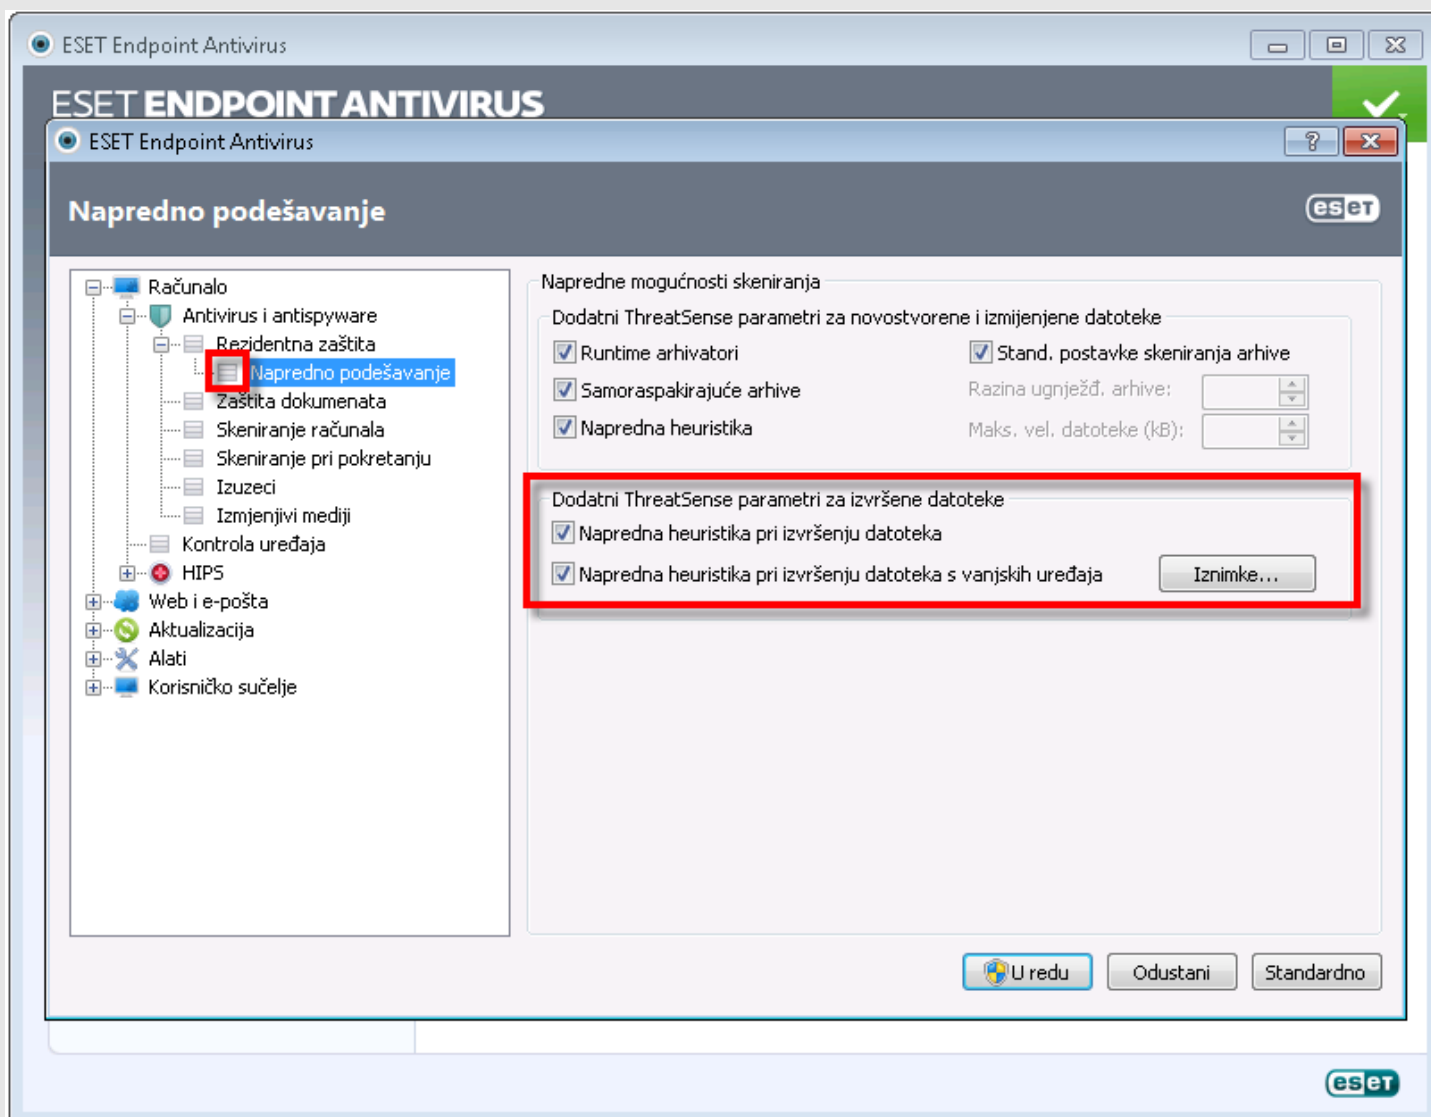 ESET Endpoint Antivirus
ESET ENDPOINT ANTIVIRUS
ESET Endpoint Antivirus
Napredno podešavanje
eset
Računalo
Antivirus i antispyware
Rezidentna zaštita
Napredno podešavanje
Zaštita dokumenata
Skeniranje računala
Skeniranje pri pokretanju
Izuzeci
Izmjenjivi mediji
Kontrola uređaja
HIPS
Web i e-pošta
Aktualizacija
Alati
Korisničko sučelje
Napredne mogućnosti skeniranja
Dodatni ThreatSense parametri za novostvorene i izmijenjene datoteke
Runtime arhivatori
Stand. postavke skeniranja arhive
Samoraspakirajuće arhive
Razina ugnježđ. arhive:
Napredna heuristika
Maks. vel. datoteke (kB):
Dodatni ThreatSense parametri za izvršene datoteke
Napredna heuristika pri izvršenju datoteka
Napredna heuristika pri izvršenju datoteka s vanjskih uređaja
Iznimke...
U redu
Odustani
Standardno
eset